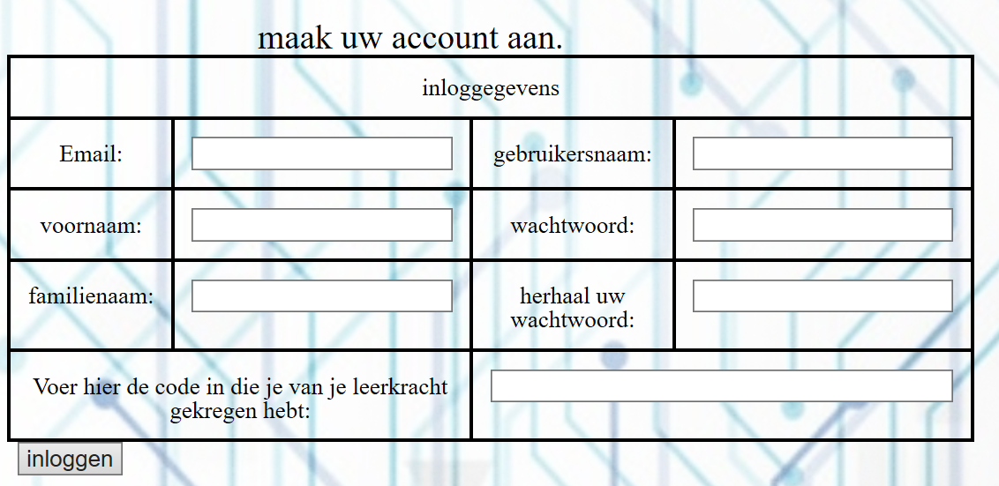 maak uw account aan.
inloggegevens
Email:
gebruikersnaam:
voornaam:
wachtwoord:
familienaam:
herhaal uw
wachtwoord:
Voer hier de code in die je van je leerkracht
gekregen hebt:
inloggen